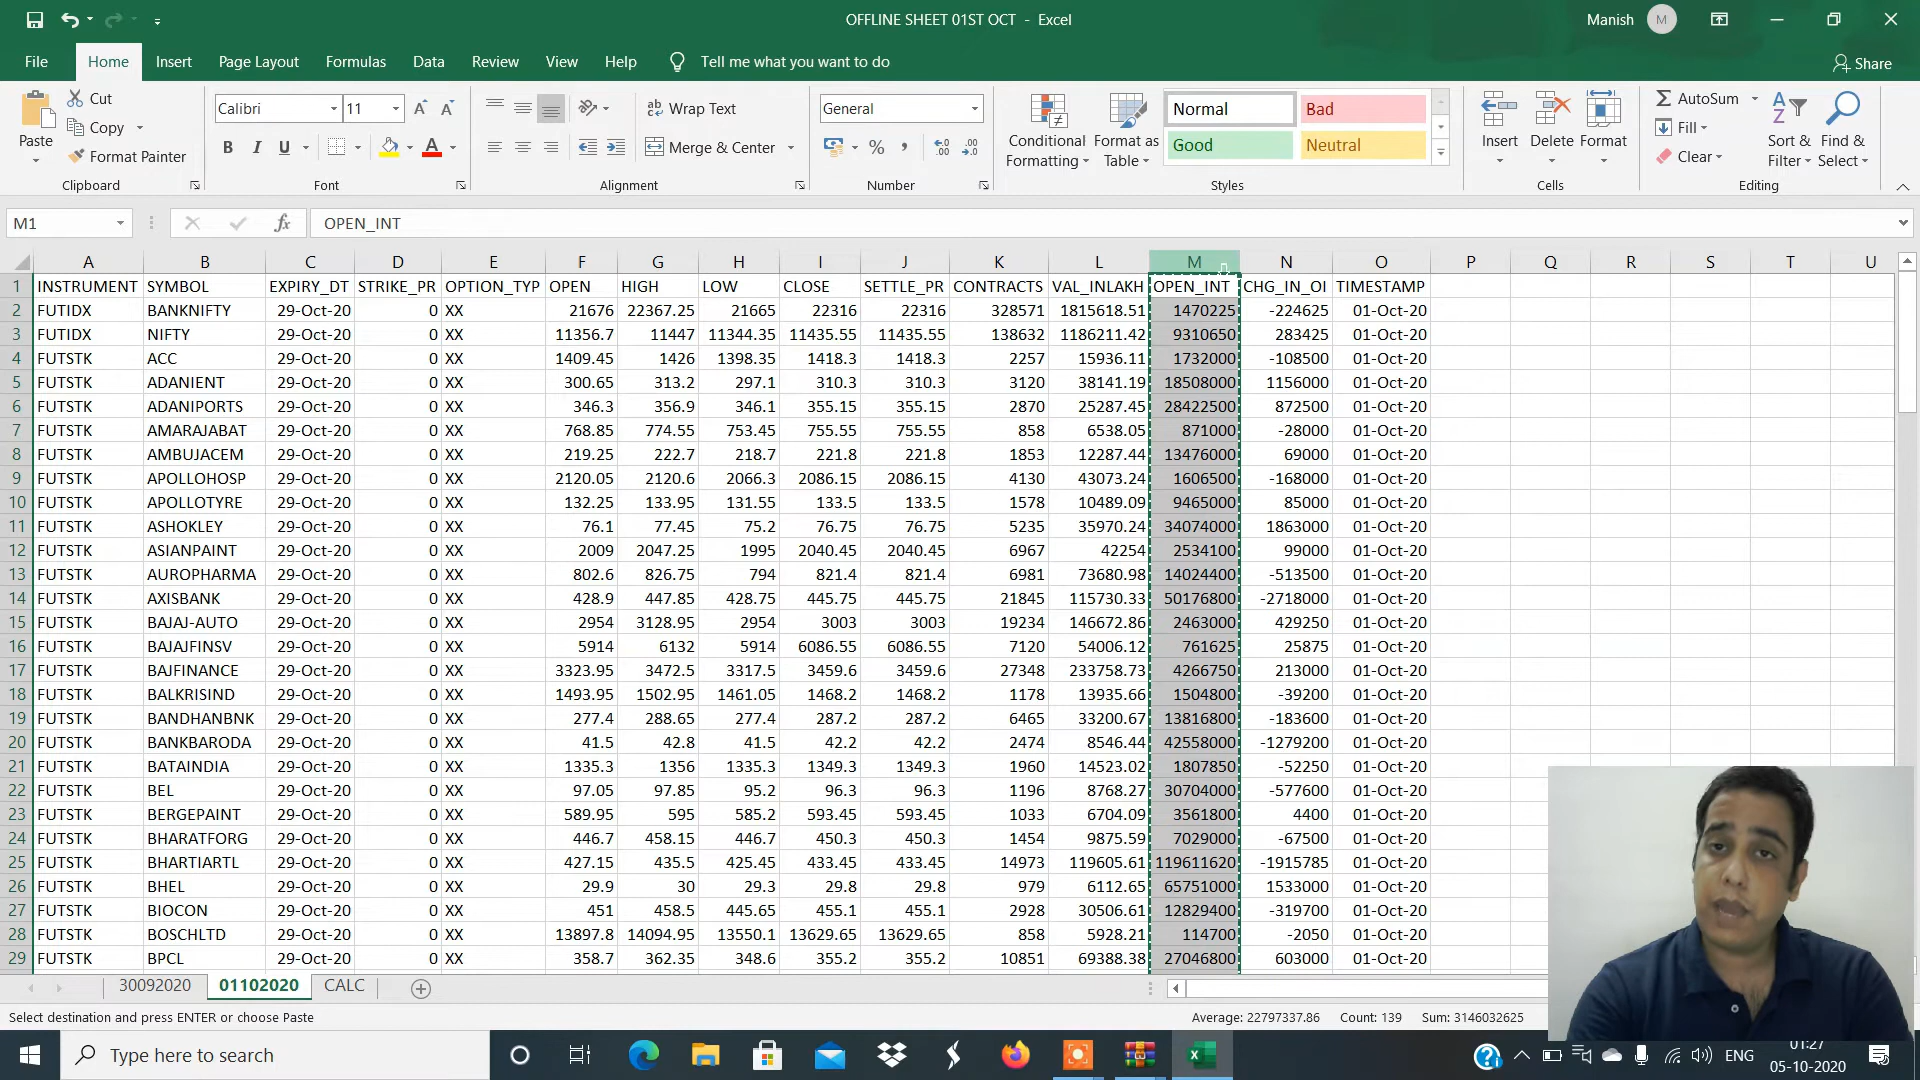 OFFLINE SHEET 01ST OCT - Excel
Manish M
File Home Insert Page Layout Formulas Data Review View Help Tell me what you want to do Share
Paste Cut Copy Format Painter Clipboard
Calibri 11 B I U A Font
Wrap Text Merge & Center Alignment
General % , Number
Conditional Formatting Format as Table Normal Bad Good Neutral Styles
Insert Delete Format Cells
AutoSum Fill Clear Sort & Filter Find & Select Editing
M1 fx OPEN_INT
A B C D E F G H I J K L M N O P Q R S T U
1 INSTRUMENT SYMBOL EXPIRY_DT STRIKE_PR OPTION_TYP OPEN HIGH LOW CLOSE SETTLE_PR CONTRACTS VAL_INLAKH OPEN_INT CHG_IN_OI TIMESTAMP
2 FUTIDX BANKNIFTY 29-Oct-20 0 XX 21676 22367.25 21665 22316 22316 328571 1815618.51 1470225 -224625 01-Oct-20
3 FUTIDX NIFTY 29-Oct-20 0 XX 11356.7 11447 11344.35 11435.55 11435.55 138632 1186211.42 9310650 283425 01-Oct-20
4 FUTSTK ACC 29-Oct-20 0 XX 1409.45 1426 1398.35 1418.3 1418.3 2257 15936.11 1732000 -108500 01-Oct-20
5 FUTSTK ADANIENT 29-Oct-20 0 XX 300.65 313.2 297.1 310.3 310.3 3120 38141.19 18508000 1156000 01-Oct-20
6 FUTSTK ADANIPORTS 29-Oct-20 0 XX 346.3 356.9 346.1 355.15 355.15 2870 25287.45 28422500 872500 01-Oct-20
7 FUTSTK AMARAJABAT 29-Oct-20 0 XX 768.85 774.55 753.45 755.55 755.55 858 6538.05 871000 -28000 01-Oct-20
8 FUTSTK AMBUJACEM 29-Oct-20 0 XX 219.25 222.7 218.7 221.8 221.8 1853 12287.44 13476000 69000 01-Oct-20
9 FUTSTK APOLLOHOSP 29-Oct-20 0 XX 2120.05 2120.6 2066.3 2086.15 2086.15 4130 43073.24 1606500 -168000 01-Oct-20
10 FUTSTK APOLLOTYRE 29-Oct-20 0 XX 132.25 133.95 131.55 133.5 133.5 1578 10489.09 9465000 85000 01-Oct-20
11 FUTSTK ASHOKLEY 29-Oct-20 0 XX 76.1 77.45 75.2 76.75 76.75 5235 35970.24 34074000 1863000 01-Oct-20
12 FUTSTK ASIANPAINT 29-Oct-20 0 XX 2009 2047.25 1995 2040.45 2040.45 6967 42254 2534100 99000 01-Oct-20
13 FUTSTK AUROPHARMA 29-Oct-20 0 XX 802.6 826.75 794 821.4 821.4 6981 73680.98 14024400 -513500 01-Oct-20
14 FUTSTK AXISBANK 29-Oct-20 0 XX 428.9 447.85 428.75 445.75 445.75 21845 115730.33 50176800 -2718000 01-Oct-20
15 FUTSTK BAJAJ-AUTO 29-Oct-20 0 XX 2954 3128.95 2954 3003 3003 19234 146672.86 2463000 429250 01-Oct-20
16 FUTSTK BAJAJFINSV 29-Oct-20 0 XX 5914 6132 5914 6086.55 6086.55 7120 54006.12 761625 25875 01-Oct-20
17 FUTSTK BAJFINANCE 29-Oct-20 0 XX 3323.95 3472.5 3317.5 3459.6 3459.6 27348 233758.73 4266750 213000 01-Oct-20
18 FUTSTK BALKRISIND 29-Oct-20 0 XX 1493.95 1502.95 1461.05 1468.2 1468.2 1178 13935.66 1504800 -39200 01-Oct-20
19 FUTSTK BANDHANBNK 29-Oct-20 0 XX 277.4 288.65 277.4 287.2 287.2 6465 33200.67 13816800 -183600 01-Oct-20
20 FUTSTK BANKBARODA 29-Oct-20 0 XX 41.5 42.8 41.5 42.2 42.2 2474 8546.44 42558000 -1279200 01-Oct-20
21 FUTSTK BATAINDIA 29-Oct-20 0 XX 1335.3 1356 1335.3 1349.3 1349.3 1960 14523.02 1807850 -52250 01-Oct-20
22 FUTSTK BEL 29-Oct-20 0 XX 97.05 97.85 95.2 96.3 96.3 1196 8768.27 30704000 -577600 01-Oct-20
23 FUTSTK BERGEPAINT 29-Oct-20 0 XX 589.95 595 585.2 593.45 593.45 1033 6704.09 3561800 4400 01-Oct-20
24 FUTSTK BHARATFORG 29-Oct-20 0 XX 446.7 458.15 446.7 450.3 450.3 1454 9875.59 7029000 -67500 01-Oct-20
25 FUTSTK BHARTIARTL 29-Oct-20 0 XX 427.15 435.5 425.45 433.45 433.45 14973 119605.61 119611620 -1915785 01-Oct-20
26 FUTSTK BHEL 29-Oct-20 0 XX 29.9 30 29.3 29.8 29.8 979 6112.65 65751000 1533000 01-Oct-20
27 FUTSTK BIOCON 29-Oct-20 0 XX 451 458.5 445.65 455.1 455.1 2928 30506.61 12829400 -319700 01-Oct-20
28 FUTSTK BOSCHLTD 29-Oct-20 0 XX 13897.8 14094.95 13550.1 13629.65 13629.65 858 5928.21 114700 -2050 01-Oct-20
29 FUTSTK BPCL 29-Oct-20 0 XX 358.7 362.35 348.6 355.2 355.2 10851 69388.38 27046800 603000 01-Oct-20
30092020 01102020 CALC
Select destination and press ENTER or choose Paste Average: 22797337.86 Count: 139 Sum: 3146032625
Type here to search ENG 01:27
05-10-2020